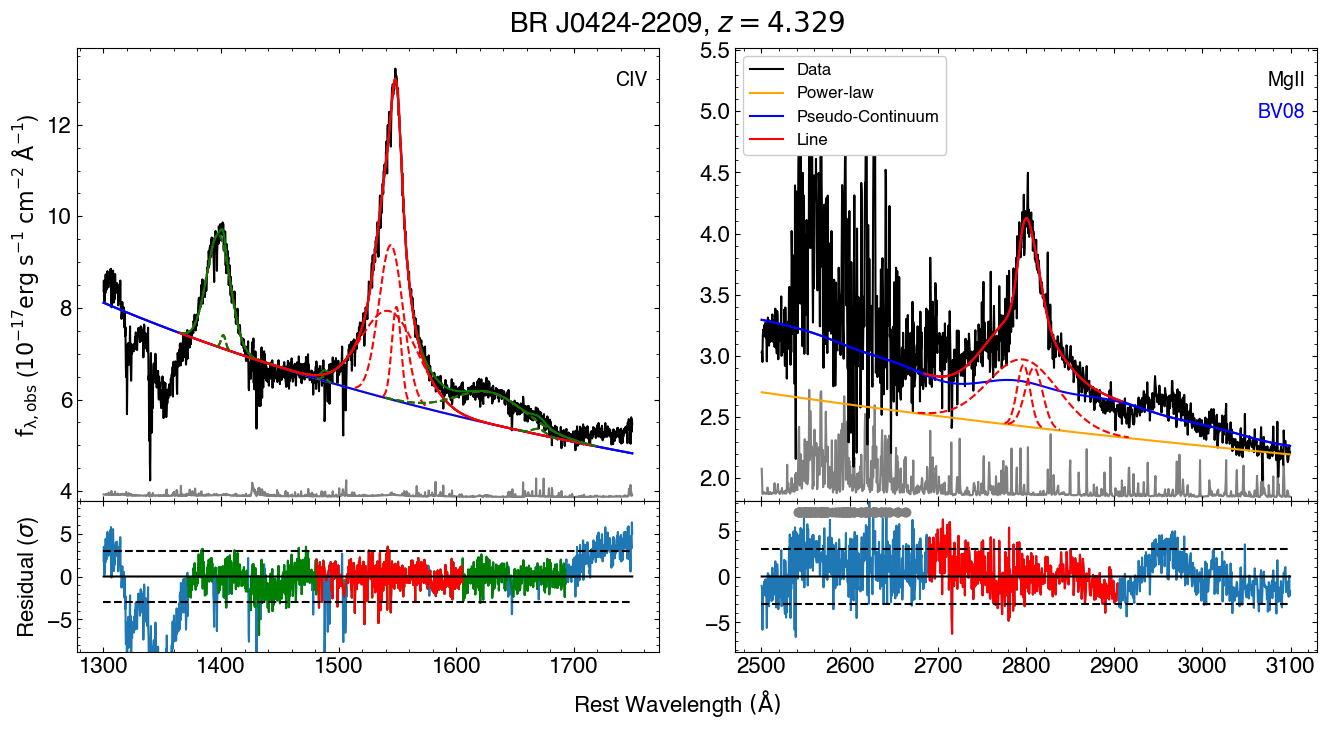 BR J0424-2209, z = 4.329
f_λ,obs (10⁻¹⁷erg s⁻¹ cm⁻² Å⁻¹)
12
10
8
6
4
CIV
5.5
5.0
4.5
4.0
3.5
3.0
2.5
2.0
Data
Power-law
Pseudo-Continuum
Line
MgII
BV08
Residual (σ)
5
0
−5
5
0
−5
1300 1400 1500 1600 1700
2500 2600 2700 2800 2900 3000 3100
Rest Wavelength (Å)